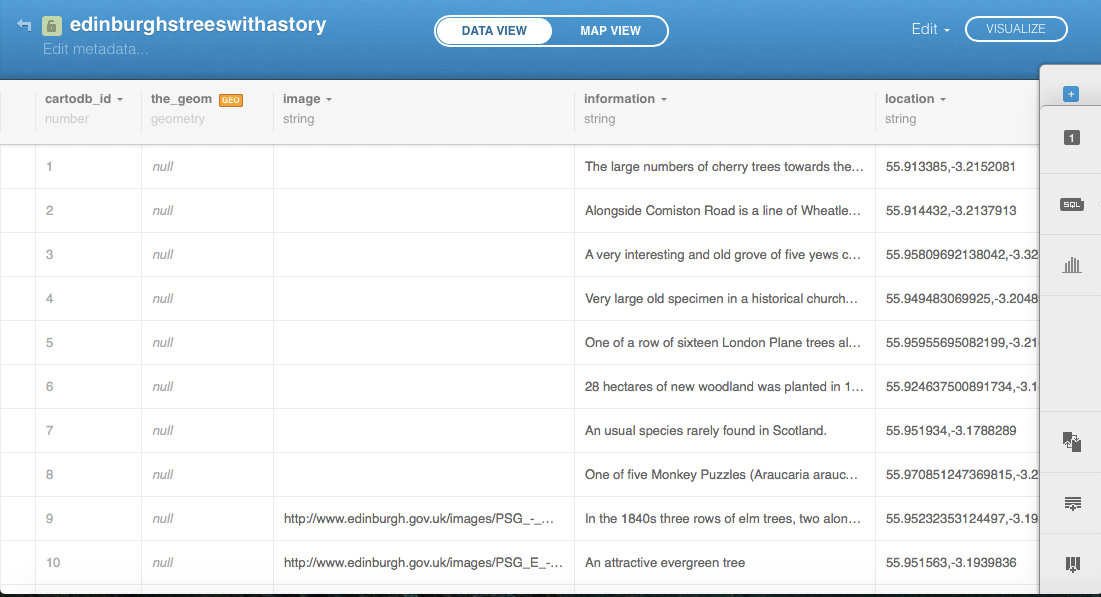 edinburghstreeswithastory
Edit metadata...
DATA VIEW MAP VIEW
Edit VISUALIZE
cartodb_id the_geom GEO image information location
number geometry string string string
1 null The large numbers of cherry trees towards the... 55.913385,-3.2152081
2 null Alongside Comiston Road is a line of Wheatle... 55.914432,-3.2137913
3 null A very interesting and old grove of five yews c... 55.95809692138042,-3.32
4 null Very large old specimen in a historical church... 55.949483069925,-3.2048
5 null One of a row of sixteen London Plane trees al... 55.95955695082199,-3.21
6 null 28 hectares of new woodland was planted in 1... 55.924637500891734,-3.1
7 null An usual species rarely found in Scotland. 55.951934,-3.1788289
8 null One of five Monkey Puzzles (Araucaria arauc... 55.970851247369815,-3.2
9 null http://www.edinburgh.gov.uk/images/PSG_-_... In the 1840s three rows of elm trees, two alon... 55.95232353124497,-3.19
10 null http://www.edinburgh.gov.uk/images/PSG_E_-... An attractive evergreen tree 55.951563,-3.1939836
1
SQL